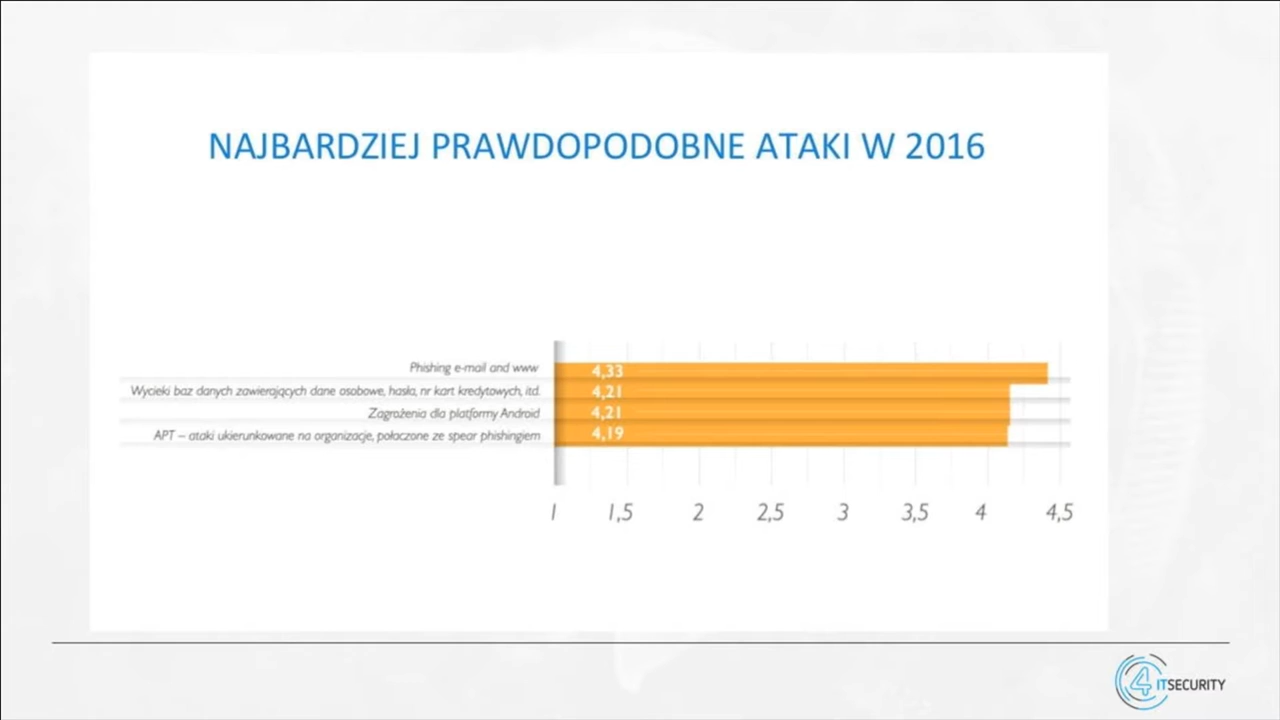 NAJBARDZIEJ PRAWDOPODOBNE ATAKI W 2016
Phishing e-mail and www 4,33
Wycieki baz danych zawierających dane osobowe, hasła, nr kart kredytowych, itd. 4,21
Zagrożenia dla platformy Android 4,21
APT – ataki ukierunkowane na organizacje, połaczone ze spear phishingiem 4,19
1 1,5 2 2,5 3 3,5 4 4,5
4 ITSECURITY